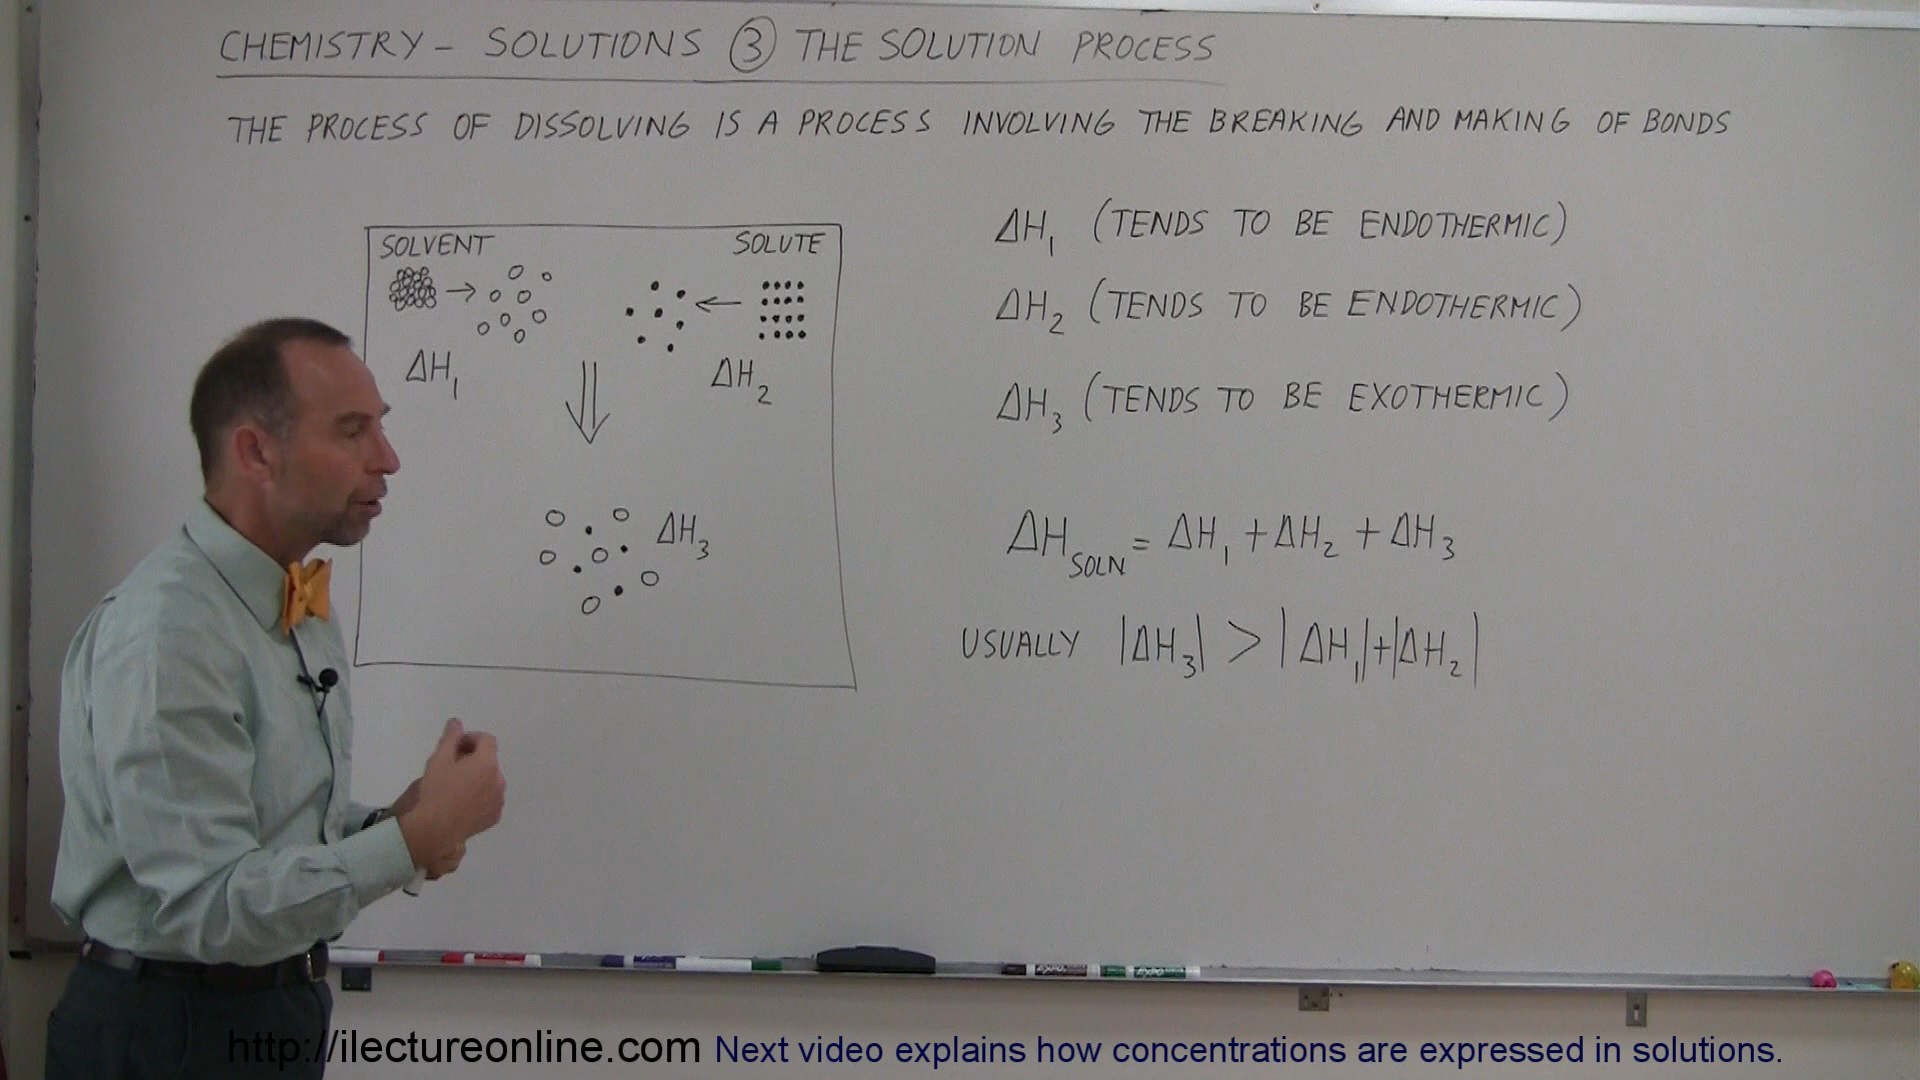 CHEMISTRY - SOLUTIONS ③ THE SOLUTION PROCESS
THE PROCESS OF DISSOLVING IS A PROCESS INVOLVING THE BREAKING AND MAKING OF BONDS
SOLVENT
SOLUTE
ΔH₁
ΔH₂
ΔH₃
ΔH₁ (TENDS TO BE ENDOTHERMIC)
ΔH₂ (TENDS TO BE ENDOTHERMIC)
ΔH₃ (TENDS TO BE EXOTHERMIC)
ΔH SOLN = ΔH₁ + ΔH₂ + ΔH₃
USUALLY |ΔH₃| > |ΔH₁|+|ΔH₂|
http://ilectureonline.com Next video explains how concentrations are expressed in solutions.